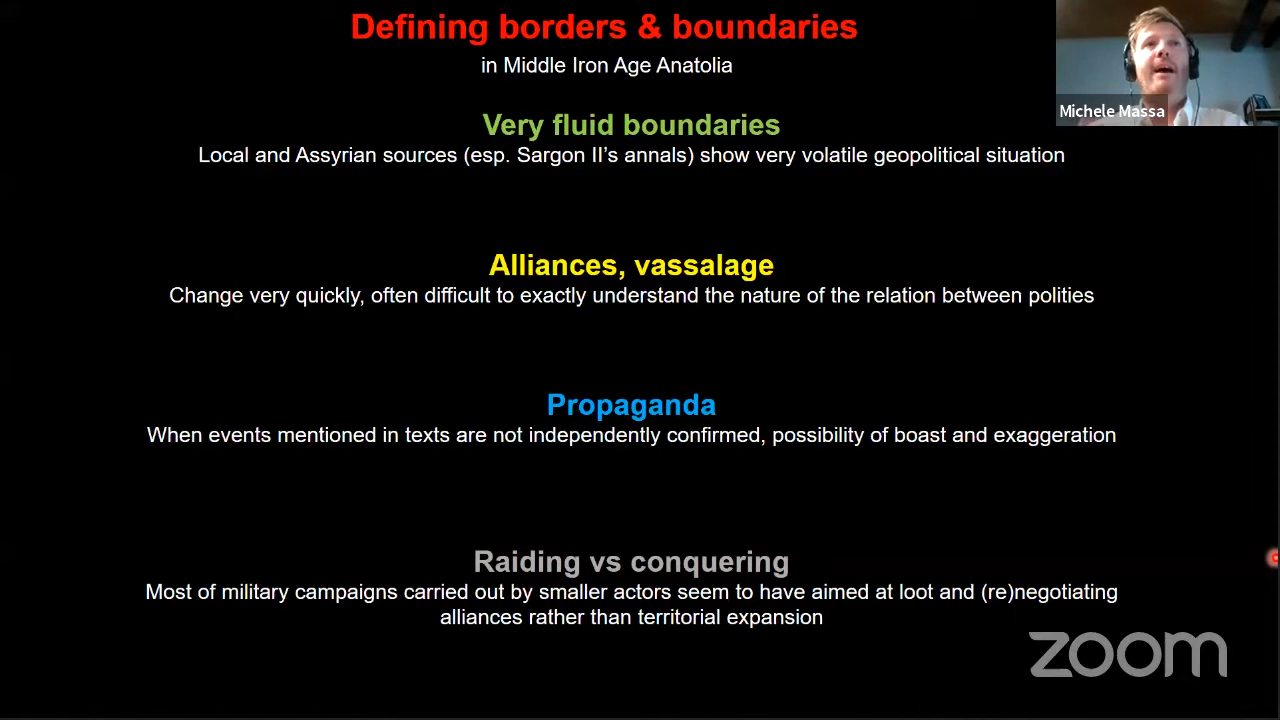 Defining borders & boundaries
in Middle Iron Age Anatolia
Michele Massa
Very fluid boundaries
Local and Assyrian sources (esp. Sargon II's annals) show very volatile geopolitical situation
Alliances, vassalage
Change very quickly, often difficult to exactly understand the nature of the relation between polities
Propaganda
When events mentioned in texts are not independently confirmed, possibility of boast and exaggeration
Raiding vs conquering
Most of military campaigns carried out by smaller actors seem to have aimed at loot and (re)negotiating
alliances rather than territorial expansion
zoom